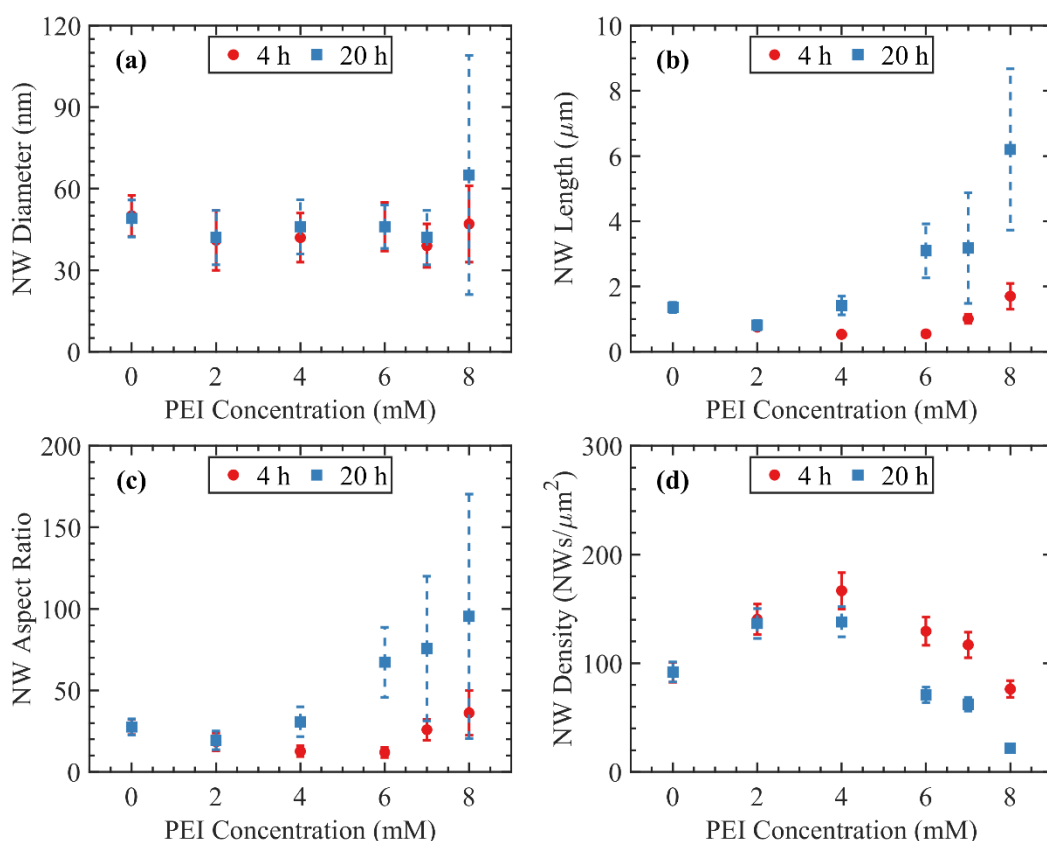 (a)
4 h 20 h
NW Diameter (nm)
120
90
60
30
0
0 2 4 6 8
PEI Concentration (mM)
(b)
4 h 20 h
NW Length (μm)
10
8
6
4
2
0
0 2 4 6 8
PEI Concentration (mM)
(c)
4 h 20 h
NW Aspect Ratio
200
150
100
50
0
0 2 4 6 8
PEI Concentration (mM)
(d)
4 h 20 h
NW Density (NWs/μm²)
300
200
100
0
0 2 4 6 8
PEI Concentration (mM)